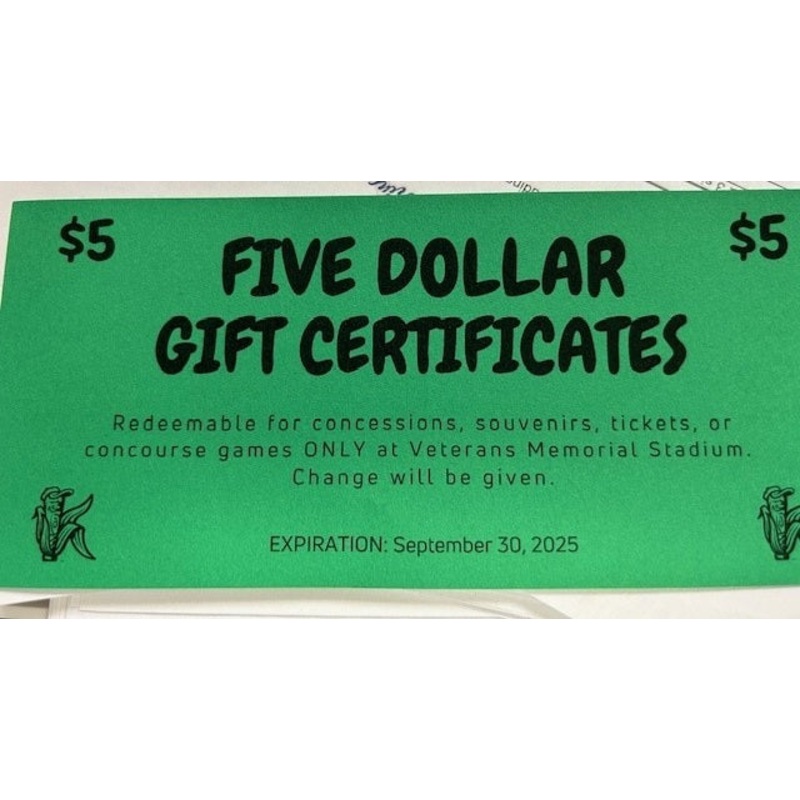 $5
$5
FIVE DOLLAR
GIFT CERTIFICATES
Redeemable for concessions, souvenirs, tickets, or
concourse games ONLY at Veterans Memorial Stadium.
Change will be given.
EXPIRATION: September 30, 2025